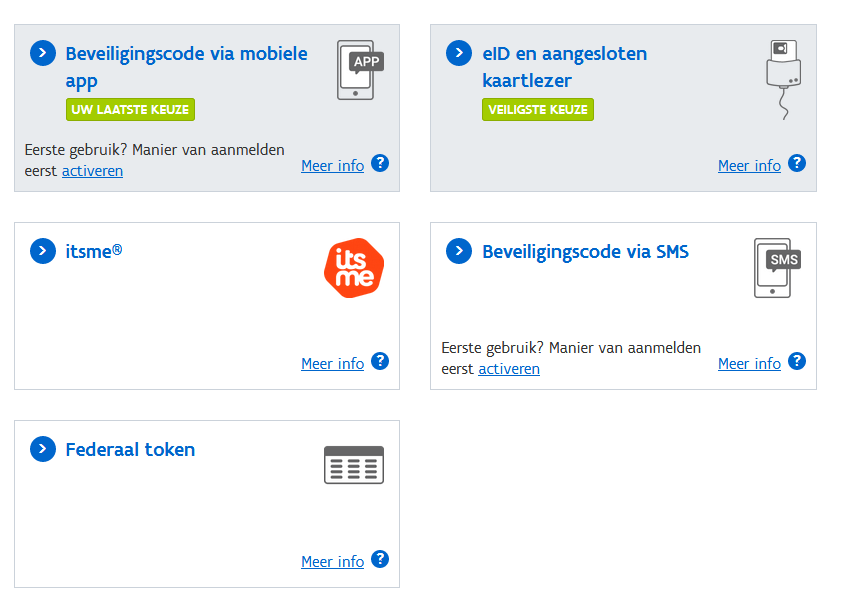 Beveiligingscode via mobiele
app
UW LAATSTE KEUZE
APP
Eerste gebruik? Manier van aanmelden
eerst activeren
Meer info ?
eID en aangesloten
kaartlezer
VEILIGSTE KEUZE
Meer info ?
itsme®
its
me
Meer info ?
Beveiligingscode via SMS
SMS
Eerste gebruik? Manier van aanmelden
eerst activeren
Meer info ?
Federaal token
Meer info ?